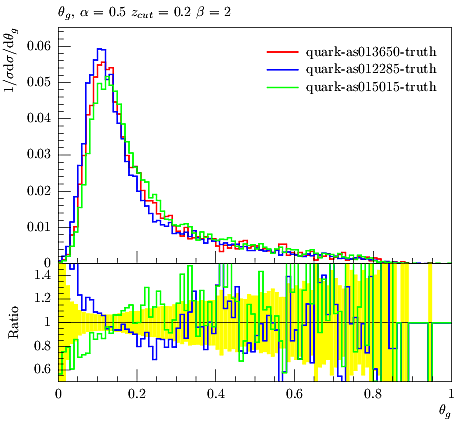 θg, α = 0.5 zcut = 0.2 β = 2
1/σdσ/dθg
quark-as013650-truth
quark-as012285-truth
quark-as015015-truth
0.06
0.05
0.04
0.03
0.02
0.01
0
Ratio
1.4
1.2
1
0.8
0.6
0 0.2 0.4 0.6 0.8 1
θg